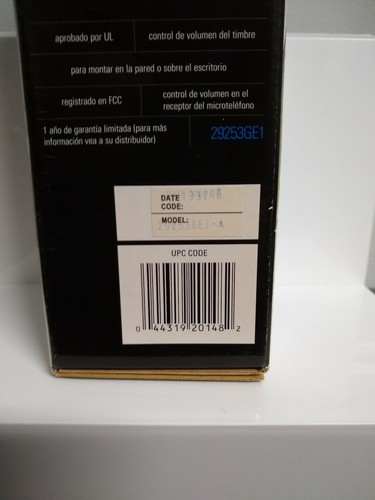 aprobado por UL
control de volumen del timbre
para montar en la pared o sobre el escritorio
registrado en FCC
control de volumen en el
receptor del microteléfono
1 año de garantía limitada (para más
información vea a su distribuidor)
29253GE1
DATE
CODE:
MODEL:
29253GE1-A
UPC CODE
0 44319 20148 2